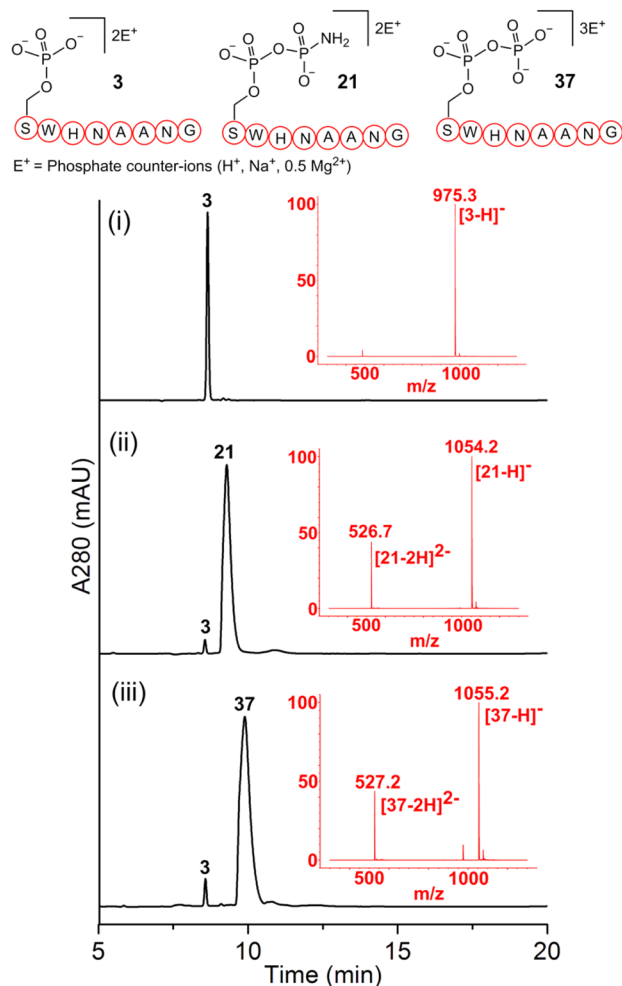 O
O⁻ P O⁻
O
2E⁺
3
S W H N A A N G
O O
O⁻ P O P NH₂
O O⁻
2E⁺
21
S W H N A A N G
O O
O⁻ P O P O⁻
O O⁻
3E⁺
37
S W H N A A N G
E⁺ = Phosphate counter-ions (H⁺, Na⁺, 0.5 Mg²⁺)
(i)
3
975.3
[3-H]⁻
100
50
0
500 1000
m/z
(ii)
21
3
1054.2
[21-H]⁻
526.7
[21-2H]²⁻
100
50
0
500 1000
m/z
(iii)
37
3
1055.2
[37-H]⁻
527.2
[37-2H]²⁻
100
50
0
500 1000
m/z
A280 (mAU)
5 10 15 20
Time (min)